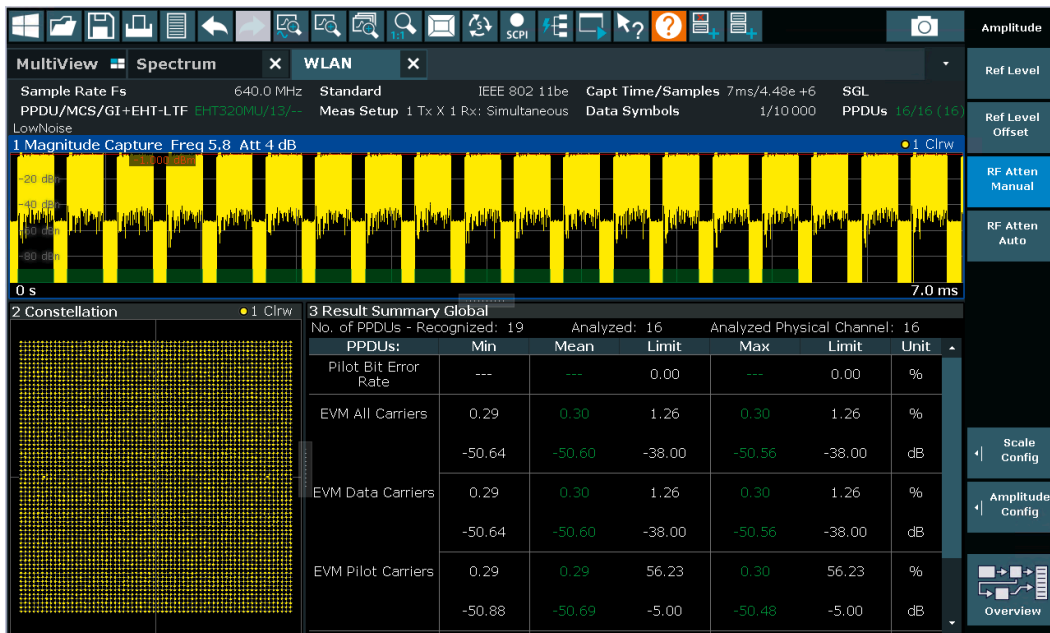 1:1
SCPI
?
?
Amplitude
MultiView Spectrum X WLAN X
Ref Level
Sample Rate Fs 640.0 MHz Standard IEEE 802 11be Capt Time/Samples 7ms/4.48e +6 SGL
PPDU/MCS/GI+EHT-LTF EHT320MU/13/-- Meas Setup 1 Tx X 1 Rx: Simultaneous Data Symbols 1/10 000 PPDUs 16/16 (16)
Ref Level
Offset
LowNoise
1 Magnitude Capture Freq 5.8 Att 4 dB 1 Clrw
-1.000 dBm
-20 dBm
-40 dBm
-60 dBm
-80 dBm
RF Atten
Manual
RF Atten
Auto
0 s 7.0 ms
2 Constellation 1 Clrw 3 Result Summary Global
No. of PPDUs - Recognized: 19 Analyzed: 16 Analyzed Physical Channel: 16
PPDUs: Min Mean Limit Max Limit Unit
Pilot Bit Error
Rate --- --- 0.00 --- 0.00 %
EVM All Carriers 0.29 0.30 1.26 0.30 1.26 %
-50.64 -50.60 -38.00 -50.56 -38.00 dB
EVM Data Carriers 0.29 0.30 1.26 0.30 1.26 %
-50.64 -50.60 -38.00 -50.56 -38.00 dB
EVM Pilot Carriers 0.29 0.29 56.23 0.30 56.23 %
-50.88 -50.69 -5.00 -50.48 -5.00 dB
Scale
Config
Amplitude
Config
Overview